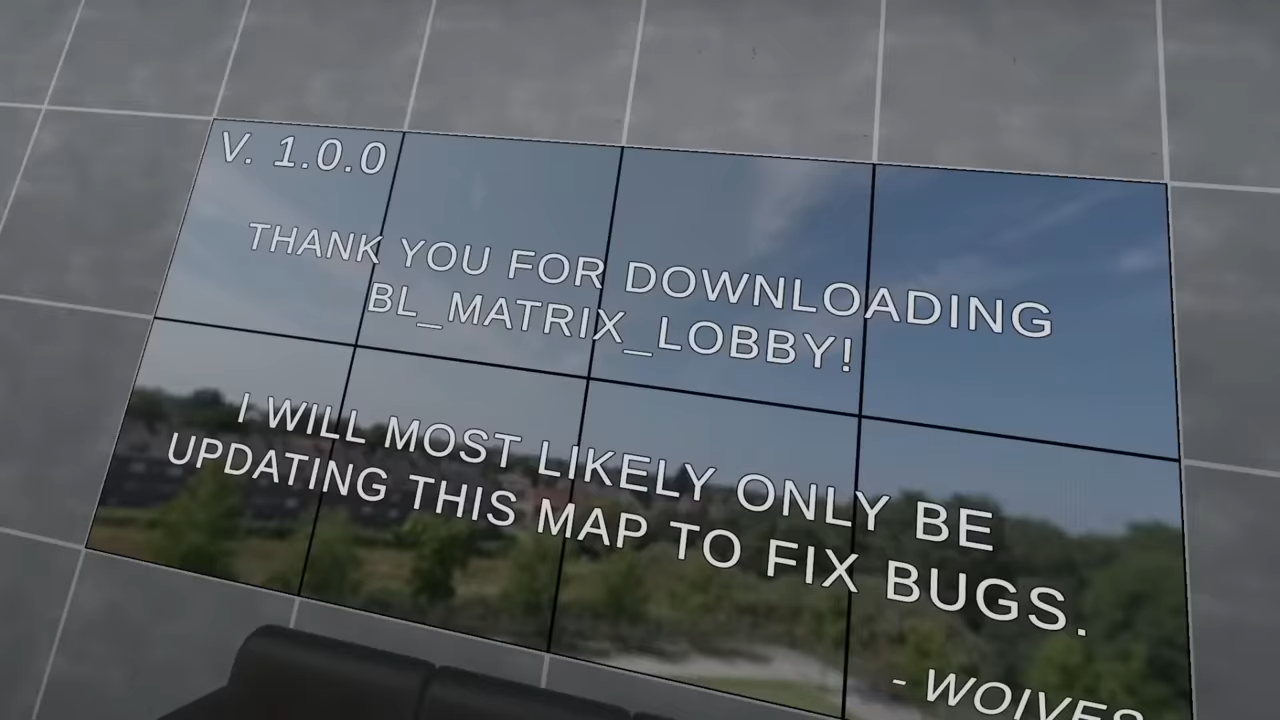 V. 1.0.0
THANK YOU FOR DOWNLOADING
BL_MATRIX_LOBBY!
I WILL MOST LIKELY ONLY BE
UPDATING THIS MAP TO FIX BUGS.
-